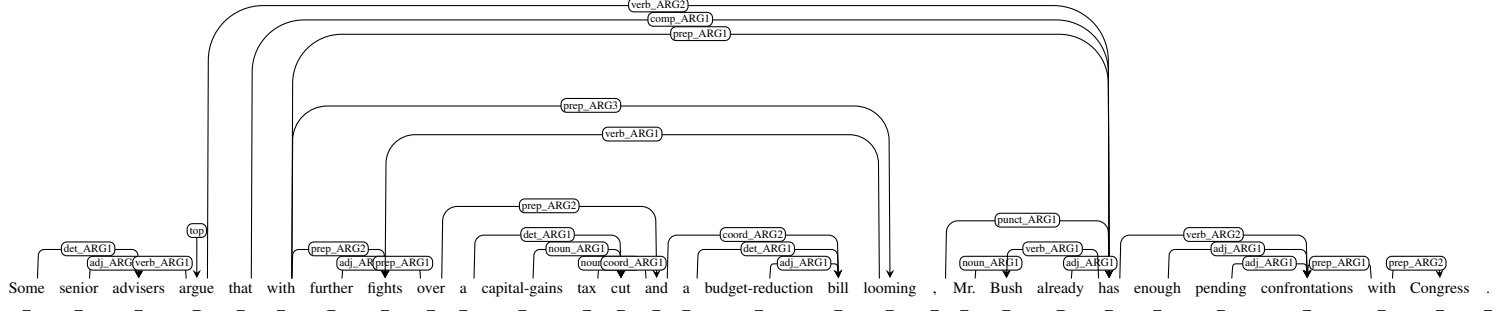 verb_ARG2
comp_ARG1
prep_ARG1
prep_ARG3
verb_ARG1
prep_ARG2
punct_ARG1
top
det_ARG1 noun_ARG1 coord_ARG2 verb_ARG2
det_ARG1 prep_ARG2 det_ARG1 verb_ARG1 adj_ARG1
verb_ARG1 prep_ARG1 coord_ARG1 adj_ARG1 noun_ARG1 adj_ARG1 adj_ARG1 prep_ARG1 prep_ARG2
Some senior advisers argue that with further fights over a capital-gains tax cut and a budget-reduction bill looming , Mr. Bush already has enough pending confrontations with Congress .
_ _ _ _ _ _ _ _ _ _ _ _ _ _ _ _ _ _ _ _ _ _ _ _ _ _ _ _ _ _